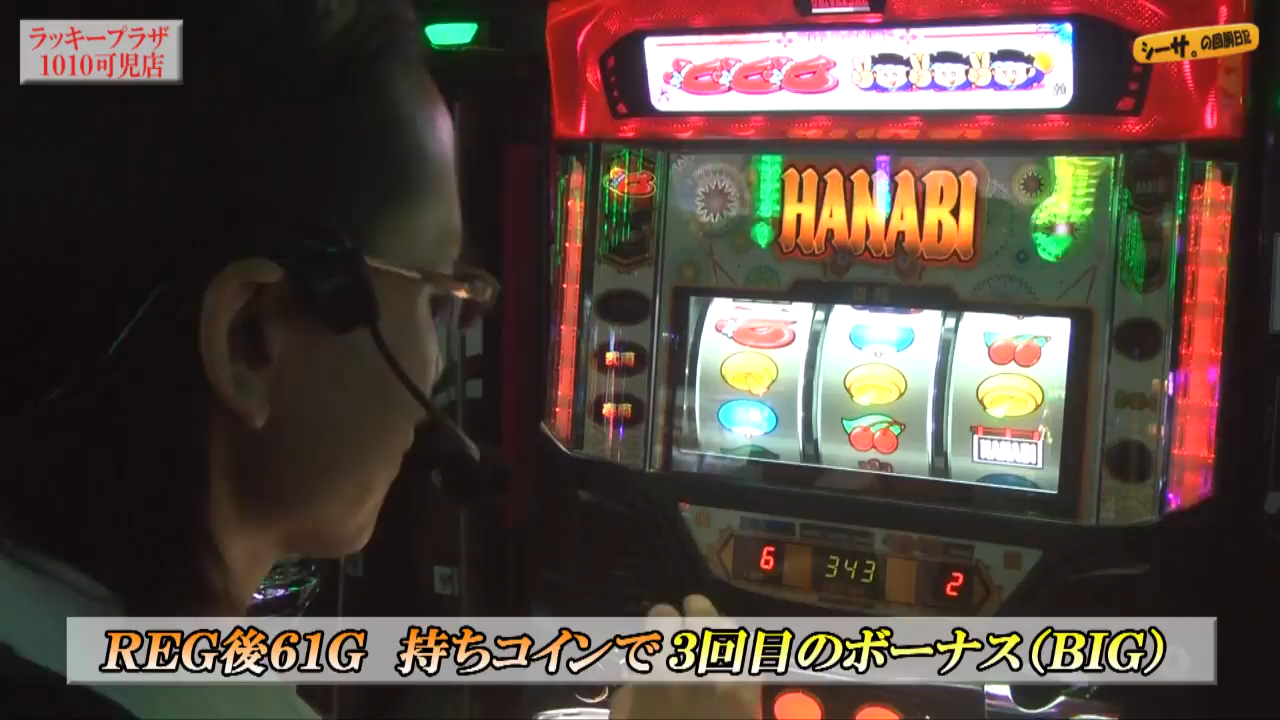 ラッキープラザ
1010可児店
シーサ。の回胴日記
HANABI
HANABI
6 343 2
REG後61G 持ちコインで3回目のボーナス(BIG)